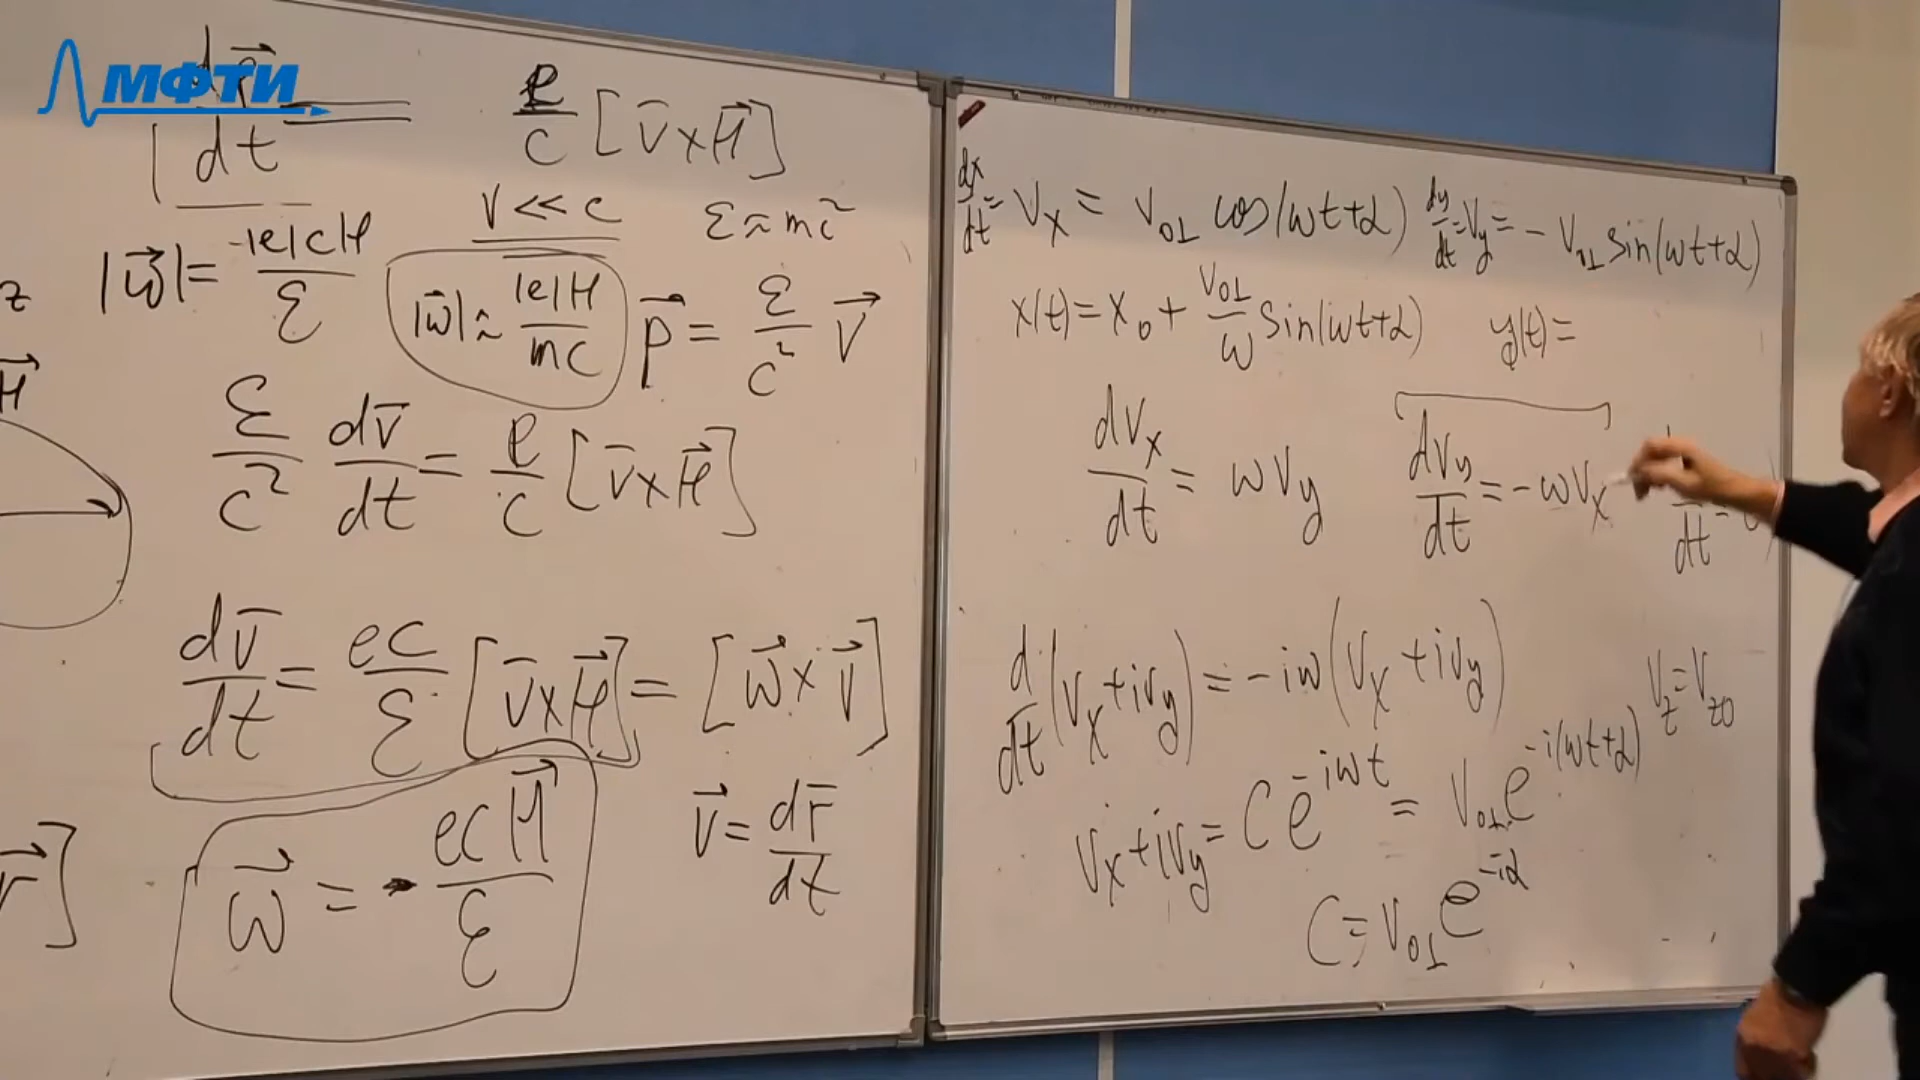 МФТИ
dp⃗/dt = e/c [v̄ x H⃗]
v << c
ε ≈ mc²
|ω⃗| = |e|cH/ε
|ω⃗| ≈ |e|H/mc
p⃗ = ε/c² v⃗
z
H⃗
ε/c² dv̄/dt = e/c [v̄ x H⃗]
dv̄/dt = ec/ε [v̄ x H⃗] = [ω⃗ x v⃗]
ω⃗ = - ecH⃗/ε
v⃗ = dr̄/dt
dx/dt = Vx = V0⊥ cos(ωt+α) dy/dt = Vy = - V0⊥ sin(ωt+α)
x(t) = x0 + V0⊥/ω sin(ωt+α) y(t) =
dVx/dt = ωVy dVy/dt = -ωVx
d/dt (Vx + iVy) = -iω (Vx + iVy) Vz = Vz0
Vx + iVy = C e^-iωt = V0⊥ e^-i(ωt+α)
C = V0⊥ e^-iα